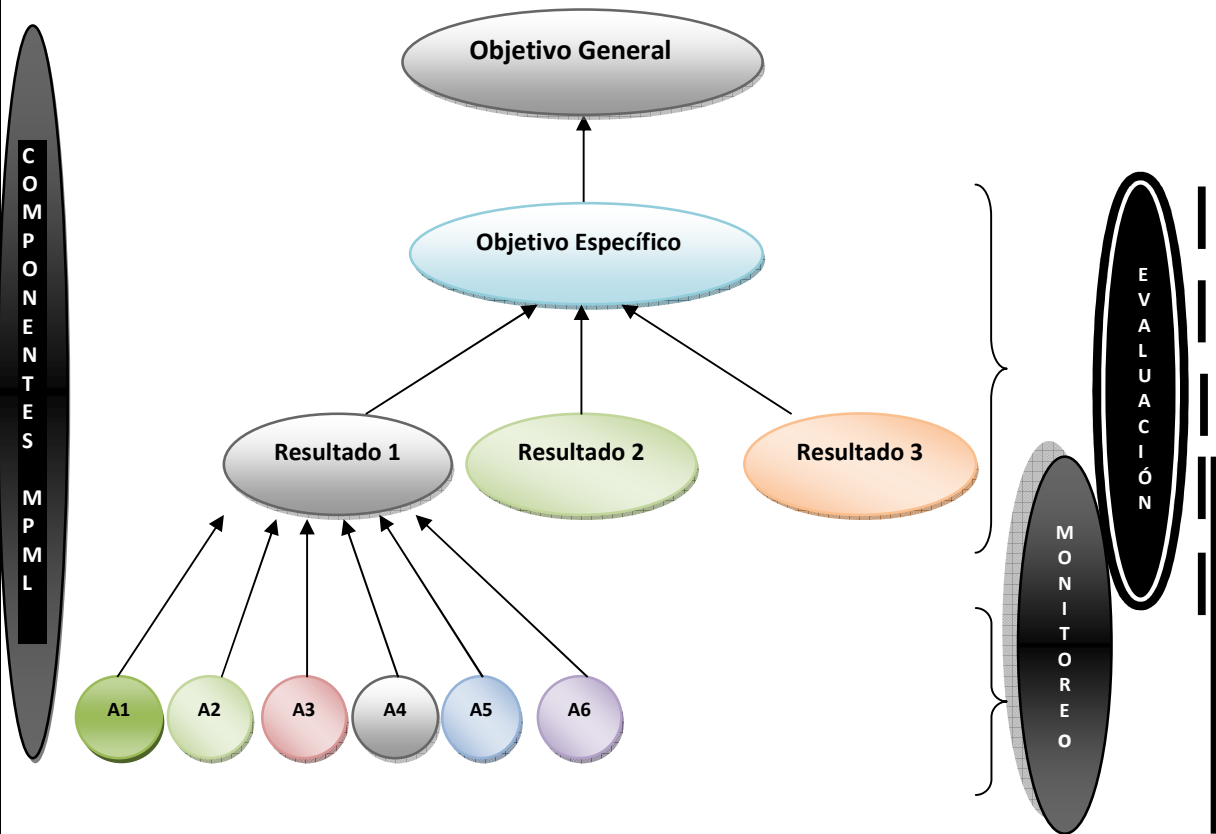 Objetivo General
Objetivo Específico
Resultado 1
Resultado 2
Resultado 3
A1
A2
A3
A4
A5
A6
COMPONENTES MPML
EVALUACIÓN
MONITOREO